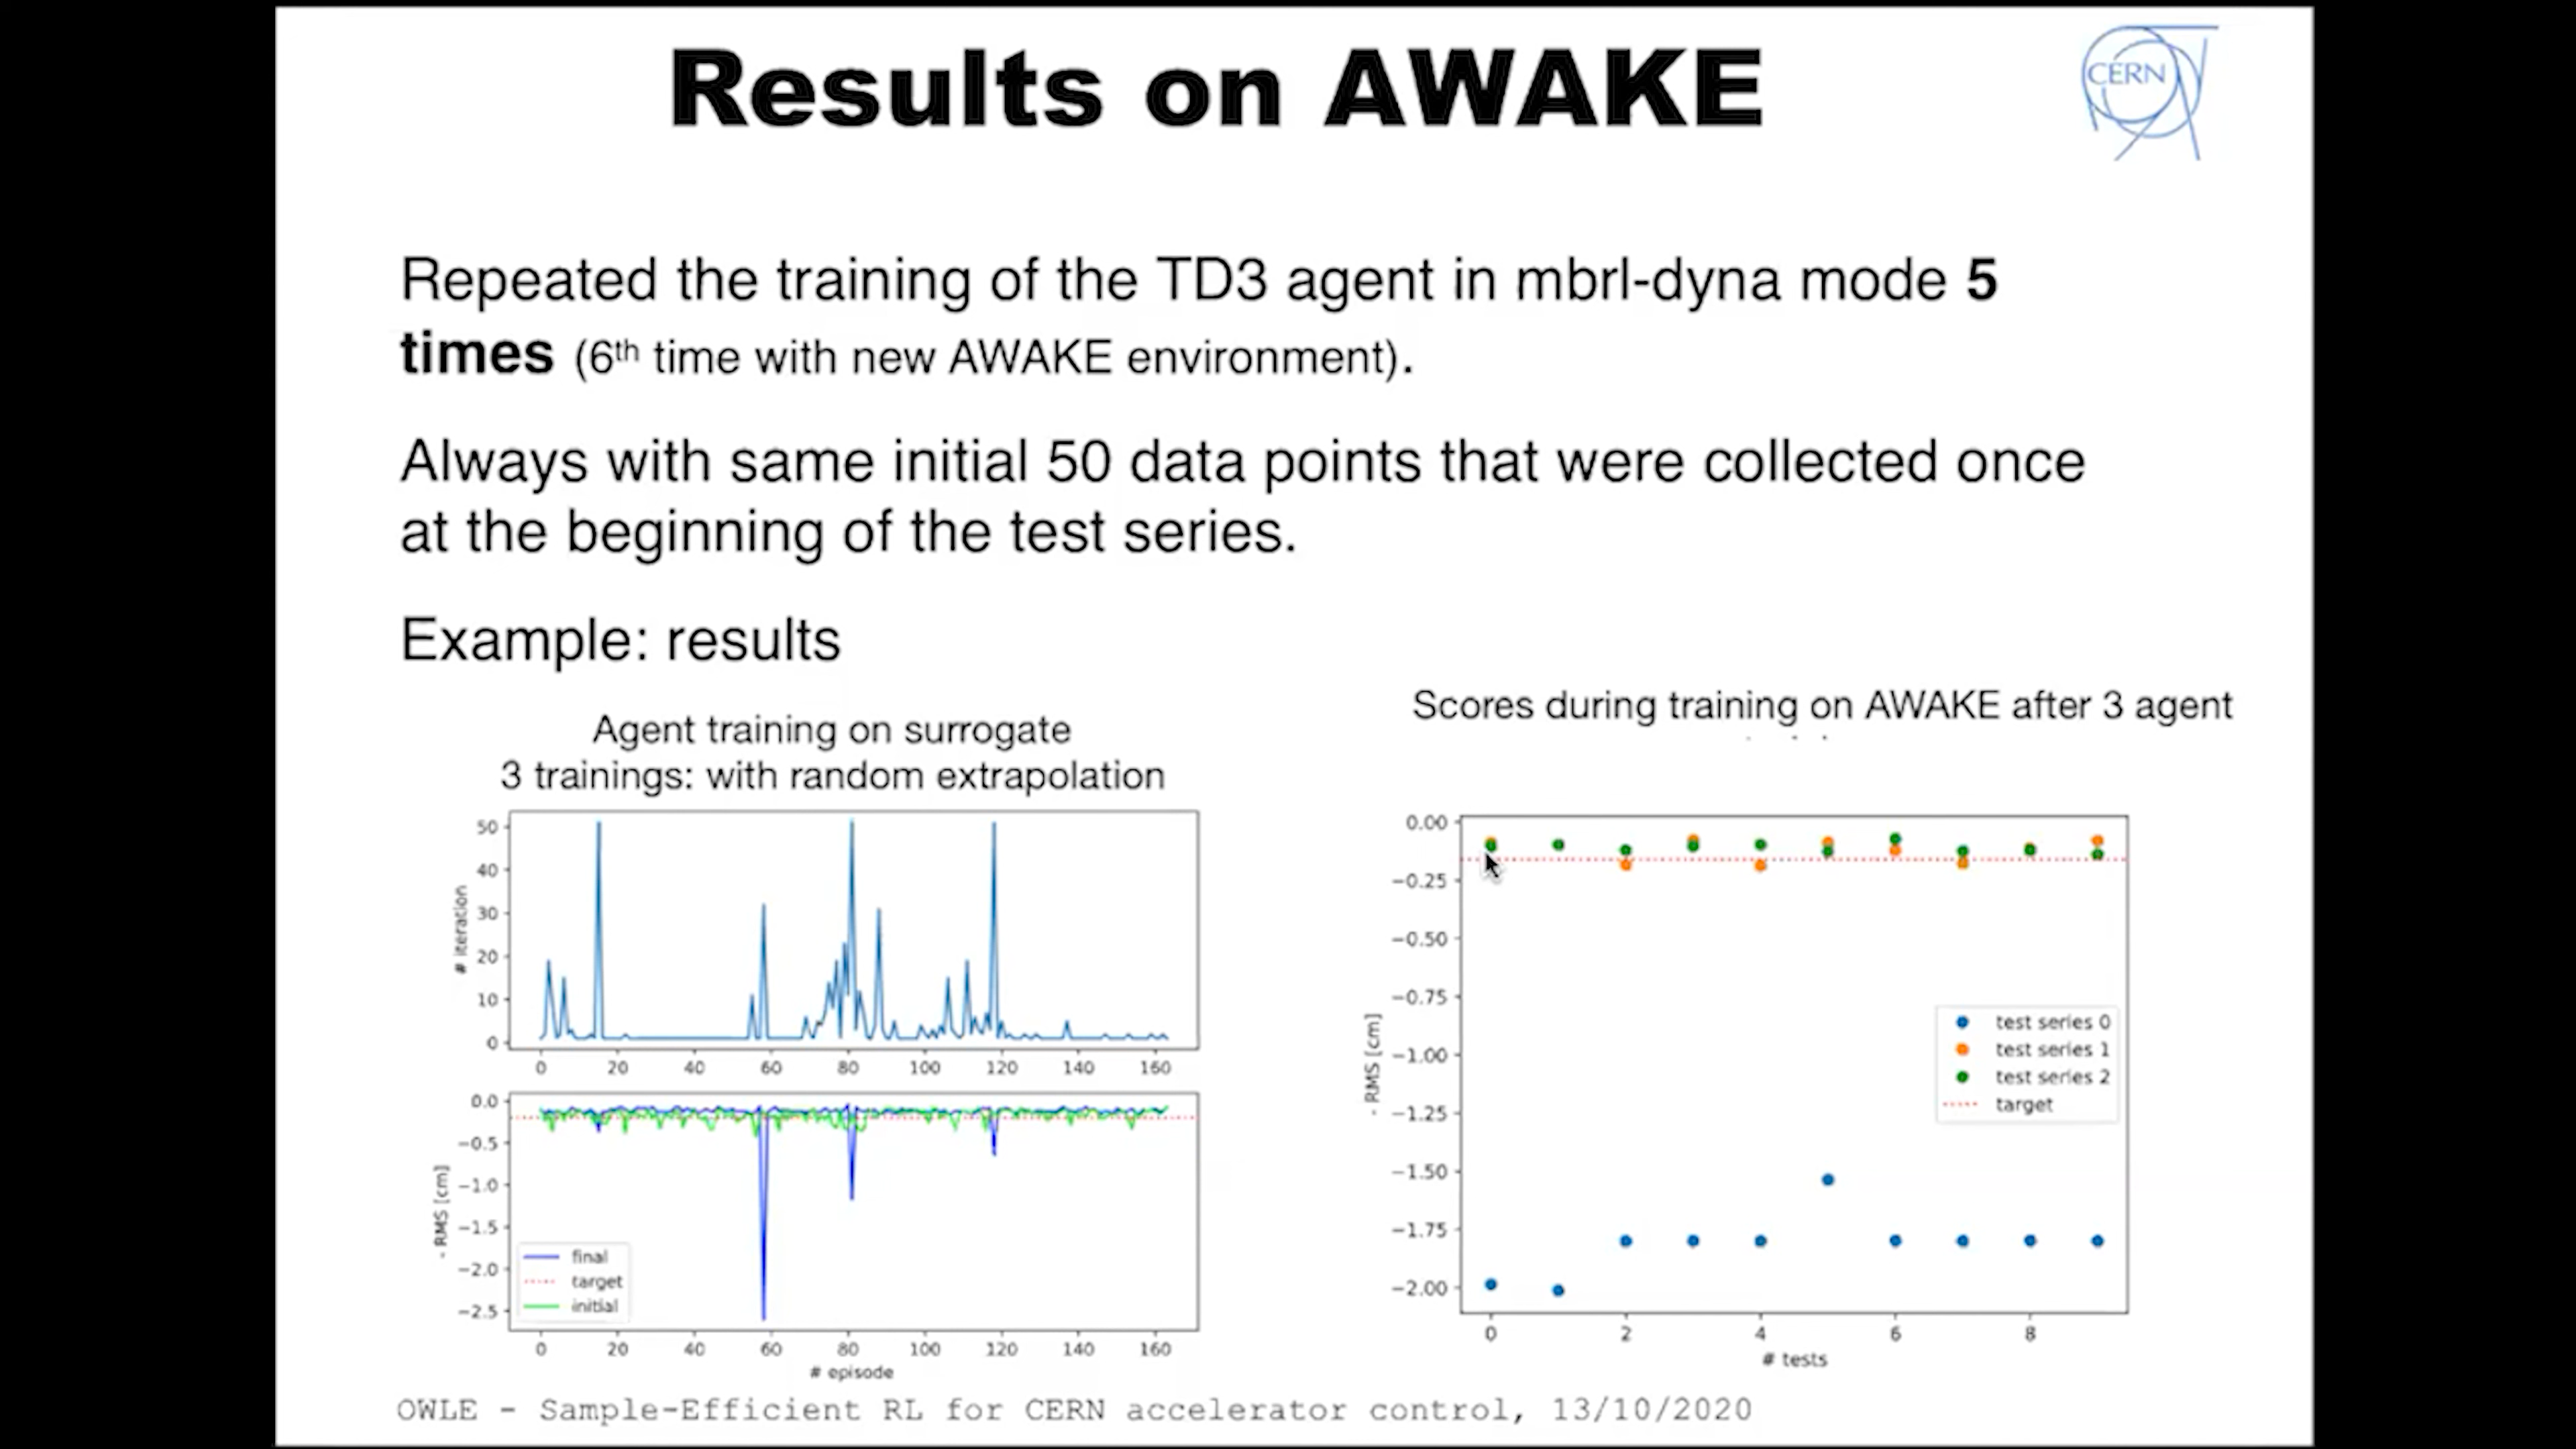 Results on AWAKE
CERN
Repeated the training of the TD3 agent in mbrl-dyna mode 5
times (6th time with new AWAKE environment).
Always with same initial 50 data points that were collected once
at the beginning of the test series.
Example: results
Agent training on surrogate
3 trainings: with random extrapolation
50
40
30
20
10
0
# iteration
0 20 40 60 80 100 120 140 160
0.0
−0.5
−1.0
−1.5
−2.0
−2.5
- RMS [cm]
final
target
initial
0 20 40 60 80 100 120 140 160
# episode
Scores during training on AWAKE after 3 agent
0.00
−0.25
−0.50
−0.75
−1.00
−1.25
−1.50
−1.75
−2.00
- RMS [cm]
test series 0
test series 1
test series 2
target
0 2 4 6 8
# tests
OWLE - Sample-Efficient RL for CERN accelerator control, 13/10/2020